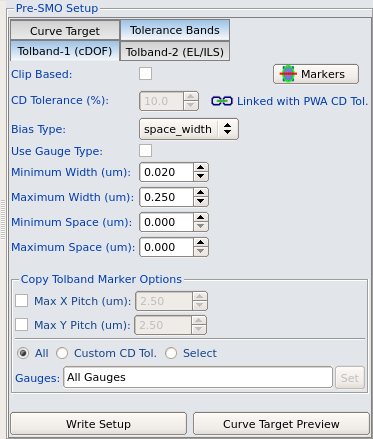 Pre-SMO Setup
Curve Target
Tolerance Bands
Tolband-1 (cDOF)
Tolband-2 (EL/ILS)
Clip Based:
Markers
CD Tolerance (%):
10.0
Linked with PWA CD Tol.
Bias Type:
space_width
Use Gauge Type:
Minimum Width (um):
0.020
Maximum Width (um):
0.250
Minimum Space (um):
0.000
Maximum Space (um):
0.000
Copy Tolband Marker Options
Max X Pitch (um):
2.50
Max Y Pitch (um):
2.50
All
Custom CD Tol.
Select
Gauges:
All Gauges
Set
Write Setup
Curve Target Preview